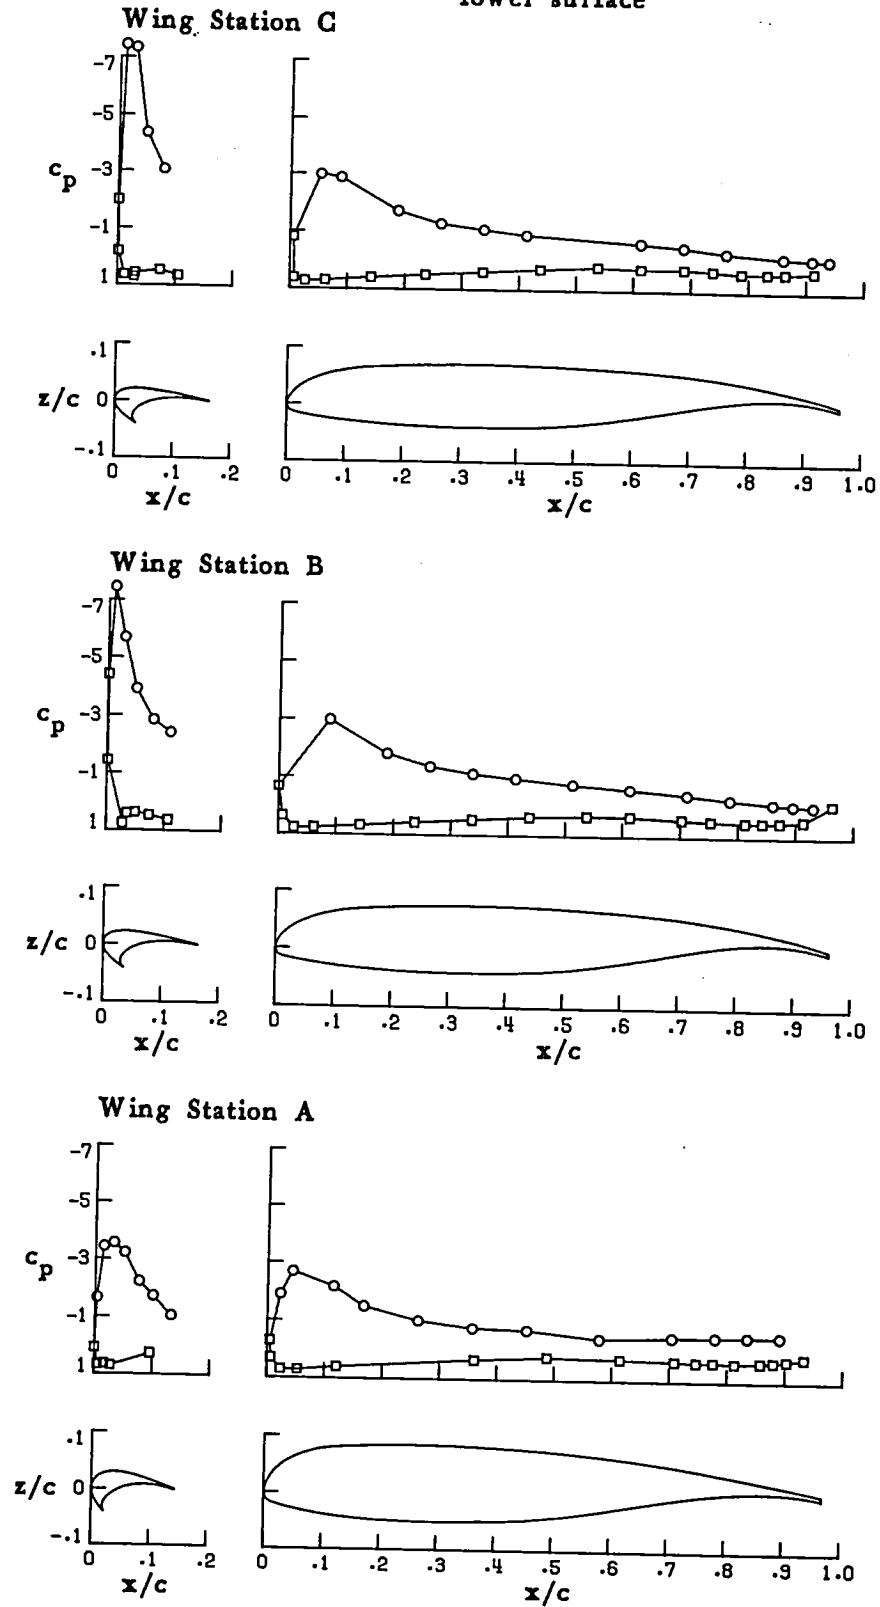 lower surface
Wing Station C
-7
-5
c_p -3
-1
1
.1
z/c 0
-.1
0 .1 .2 0 .1 .2 .3 .4 .5 .6 .7 .8 .9 1.0
x/c x/c
Wing Station B
-7
-5
c_p -3
-1
1
.1
z/c 0
-.1
0 .1 .2 0 .1 .2 .3 .4 .5 .6 .7 .8 .9 1.0
x/c x/c
Wing Station A
-7
-5
c_p -3
-1
1
.1
z/c 0
-.1
0 .1 .2 0 .1 .2 .3 .4 .5 .6 .7 .8 .9 1.0
x/c x/c